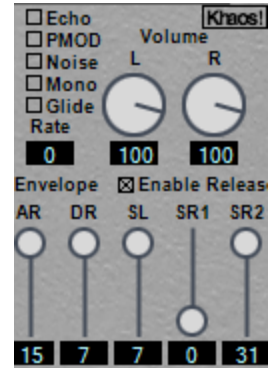 Echo Khaos!
PMOD Volume
Noise L R
Mono
Glide
Rate
0 100 100
Envelope Enable Releas
AR DR SL SR1 SR2
15 7 7 0 31